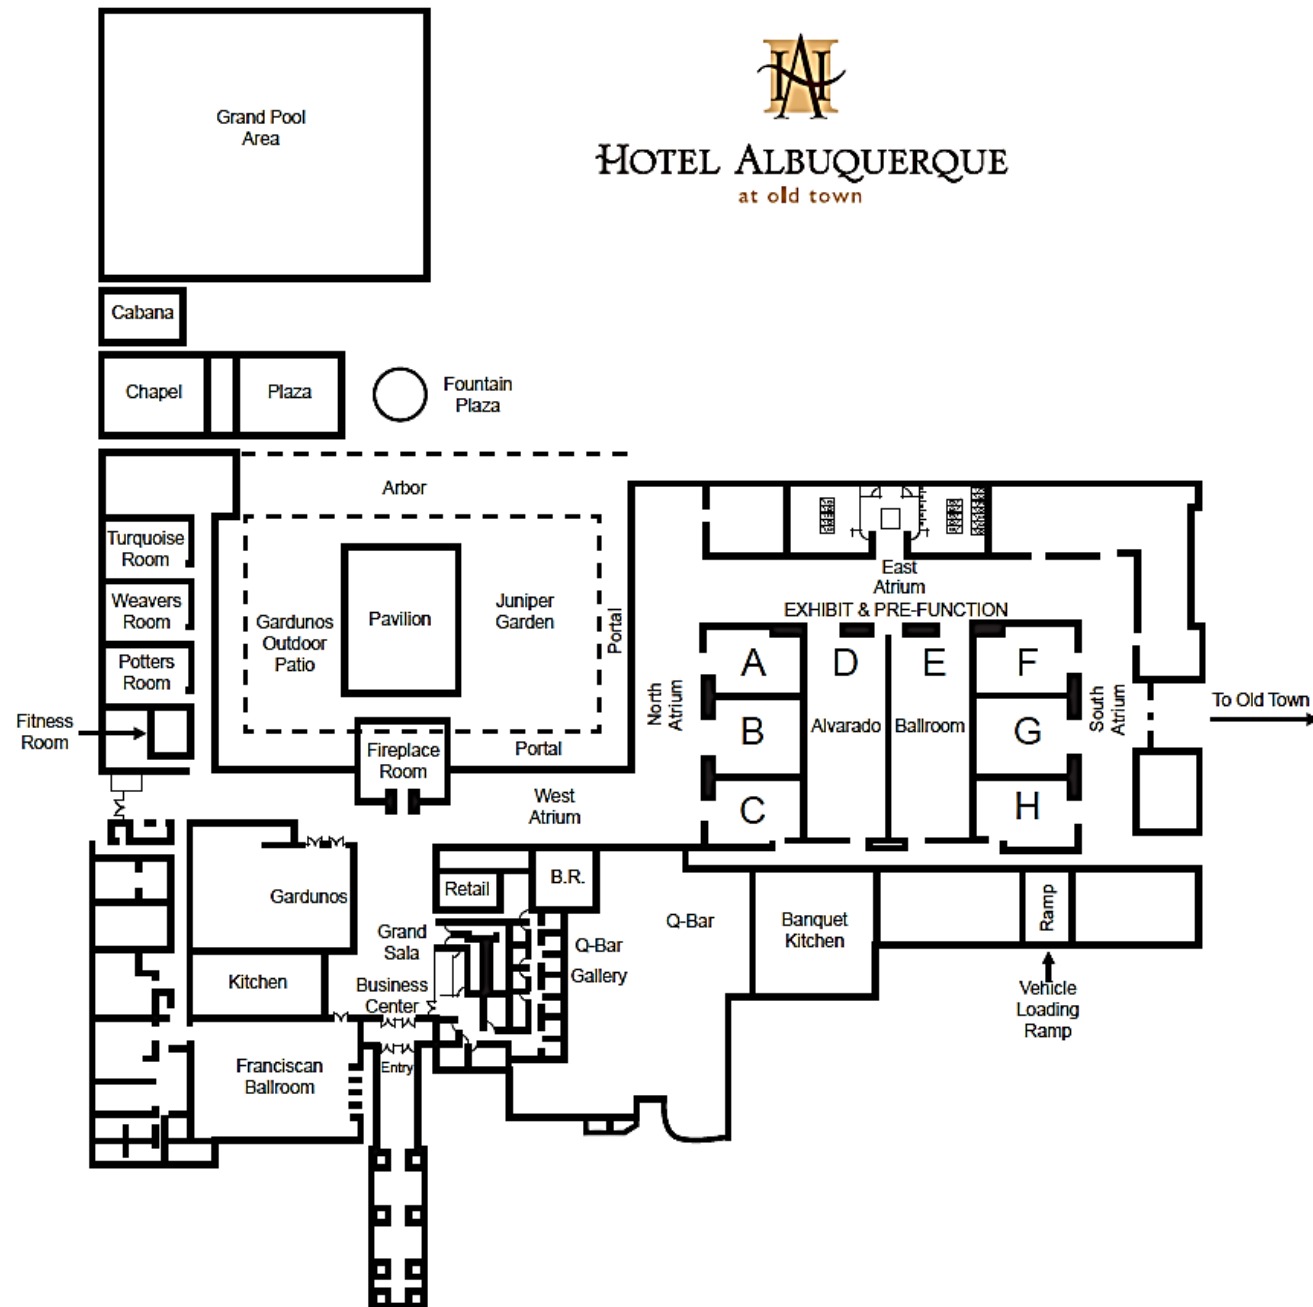 Grand Pool
Area
HA
HOTEL ALBUQUERQUE
at old town
Cabana
Chapel
Plaza
Fountain
Plaza
Arbor
Turquoise
Room
Weavers
Room
Potters
Room
Fitness
Room
Gardunos
Outdoor
Patio
Pavilion
Juniper
Garden
Portal
Portal
Fireplace
Room
North
Atrium
East
Atrium
EXHIBIT & PRE-FUNCTION
A
B
C
D
E
Alvarado
Ballroom
F
G
H
South
Atrium
To Old Town
West
Atrium
Gardunos
Retail
B.R.
Grand
Sala
Q-Bar
Gallery
Q-Bar
Banquet
Kitchen
Ramp
Vehicle
Loading
Ramp
Kitchen
Business
Center
Franciscan
Ballroom
Entry